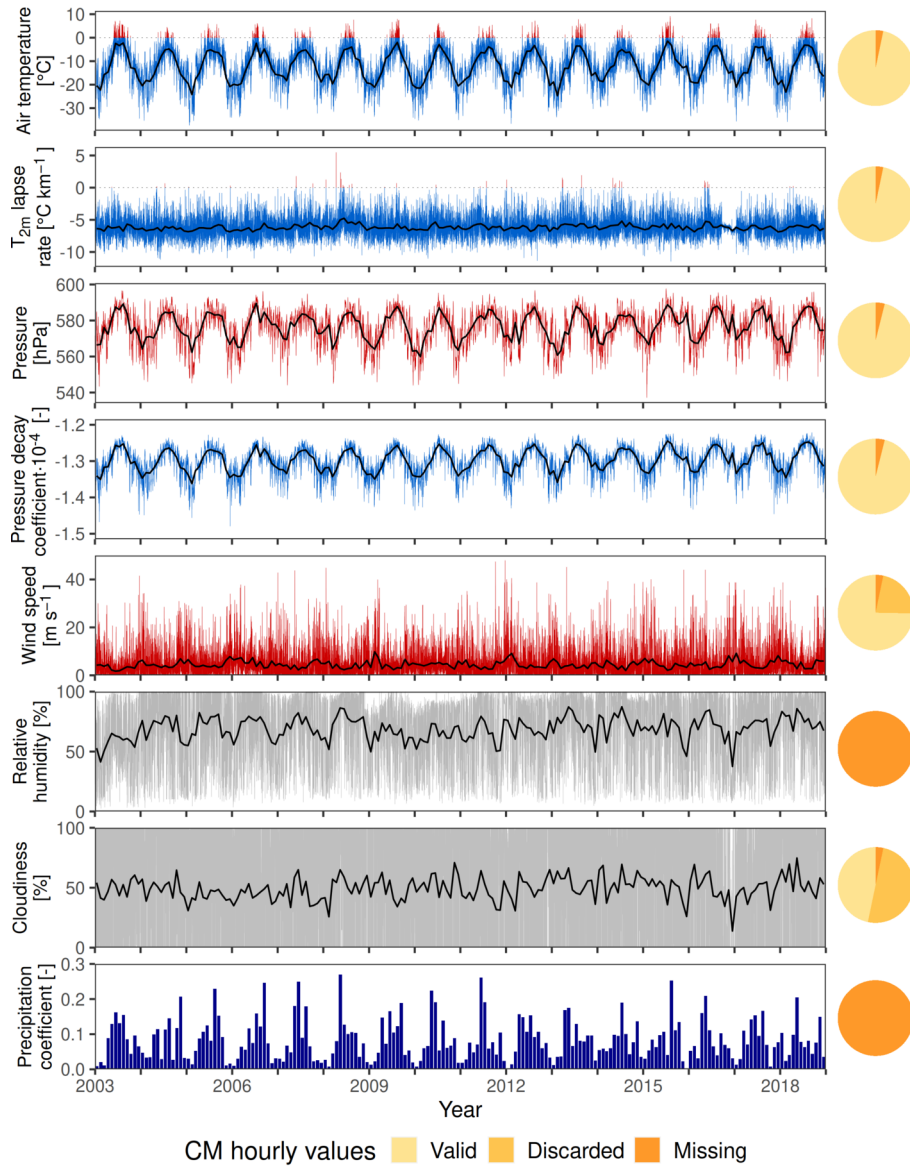 Air temperature
[°C]
10
0
-10
-20
-30
T2m lapse
rate [°C km⁻¹]
5
0
-5
-10
Pressure
[hPa]
600
580
560
540
Pressure decay
coefficient·10⁻⁴ [-]
-1.2
-1.3
-1.4
-1.5
Wind speed
[m s⁻¹]
40
20
0
Relative
humidity [%]
100
50
0
Cloudiness
[%]
100
50
0
Precipitation
coefficient [-]
0.3
0.2
0.1
0.0
2003 2006 2009 2012 2015 2018
Year
CM hourly values Valid Discarded Missing